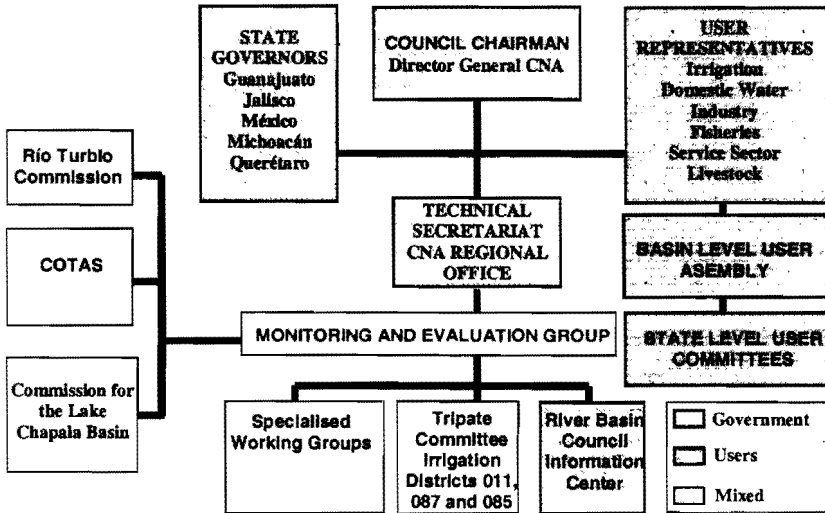 STATE
GOVERNORS
Guanajuato
Jalisco
México
Michoacán
Querétaro
COUNCIL CHAIRMAN
Director General CNA
USER
REPRESENTATIVES
Irrigation
Domestic Water
Industry
Fisheries
Service Sector
Livestock
Río Turbio
Commission
COTAS
Commission for
the Lake
Chapala Basin
TECHNICAL
SECRETARIAT
CNA REGIONAL
OFFICE
BASIN LEVEL USER
ASEMBLY
STATE LEVEL USER
COMMITTEES
MONITORING AND EVALUATION GROUP
Specialised
Working Groups
Tripate
Committee
Irrigation
Districts 011,
087 and 085
River Basin
Council
Information
Center
Government
Users
Mixed